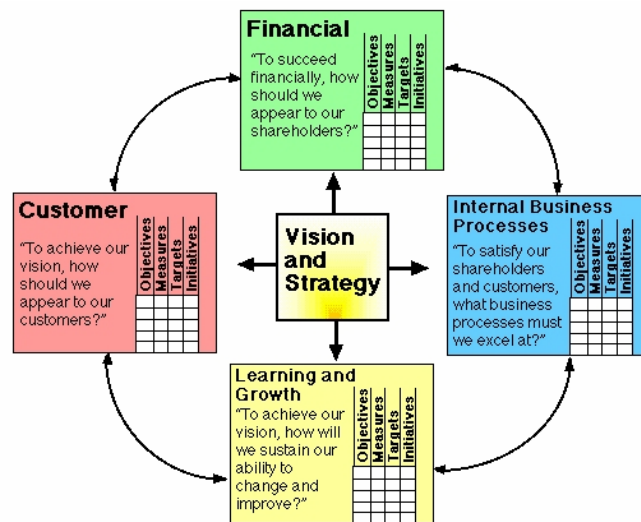 Financial
“To succeed
financially, how
should we
appear to our
shareholders?”
Objectives
Measures
Targets
Initiatives
Customer
“To achieve our
vision, how
should we
appear to our
customers?”
Objectives
Measures
Targets
Initiatives
Vision
and
Strategy
Internal Business
Processes
“To satisfy our
shareholders
and customers,
what business
processes must
we excel at?”
Objectives
Measures
Targets
Initiatives
Learning and
Growth
“To achieve our
vision, how will
we sustain our
ability to
change and
improve?”
Objectives
Measures
Targets
Initiatives